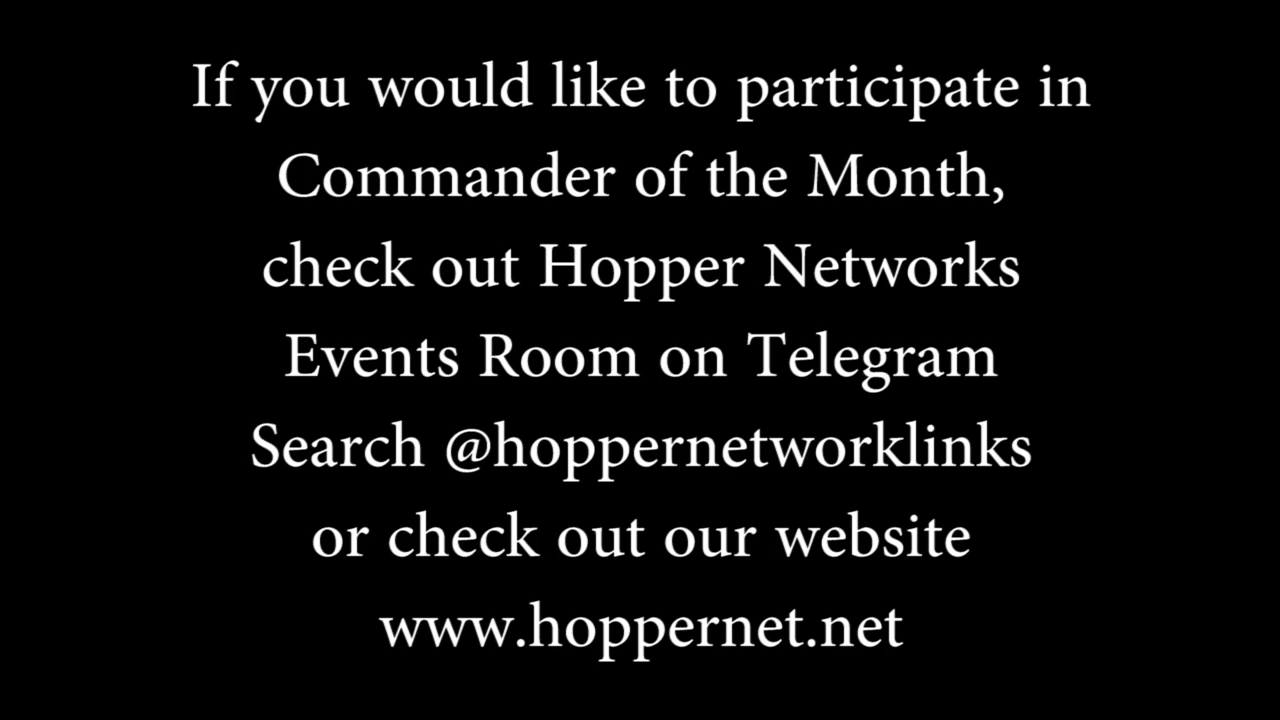 If you would like to participate in
Commander of the Month,
check out Hopper Networks
Events Room on Telegram
Search @hoppernetworklinks
or check out our website
www.hoppernet.net